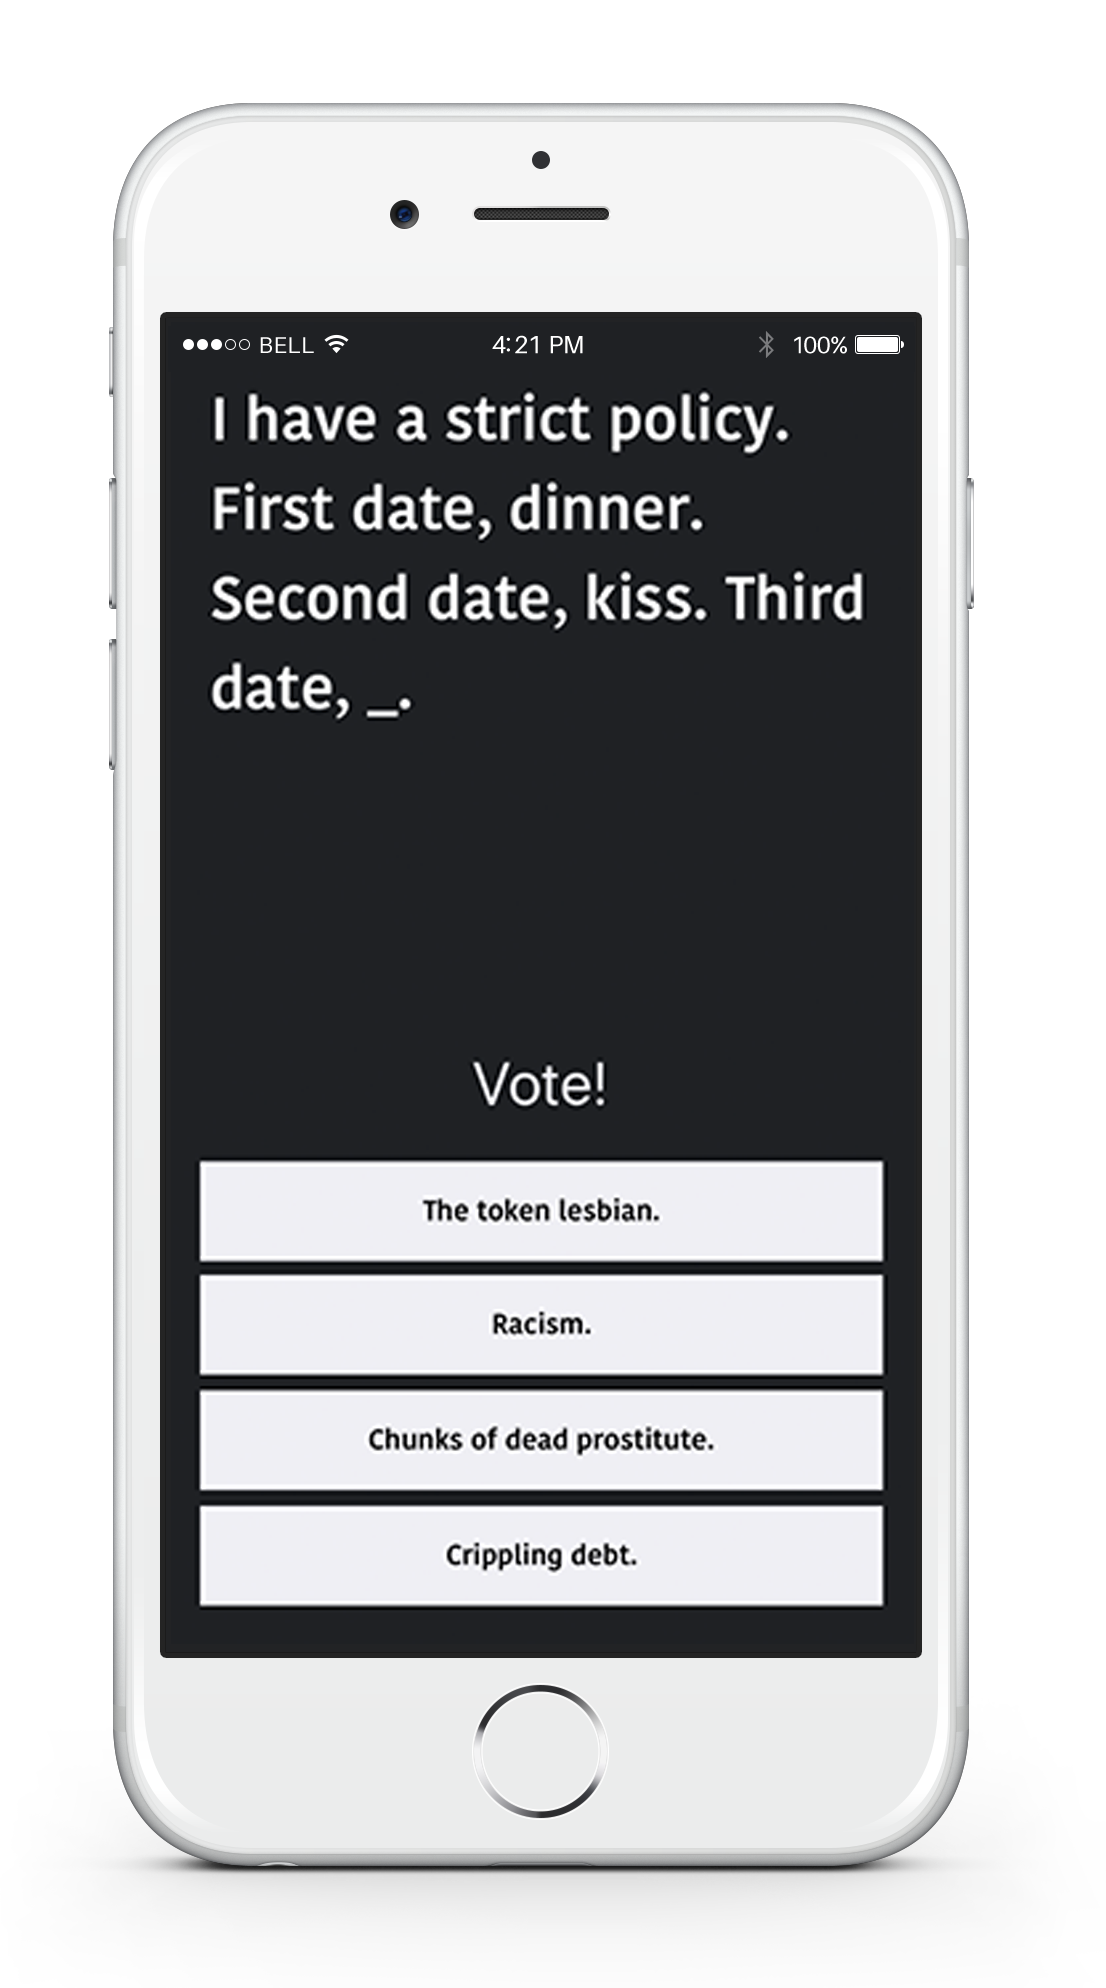 BELL 4:21 PM 100%
I have a strict policy.
First date, dinner.
Second date, kiss. Third
date, _.
Vote!
The token lesbian.
Racism.
Chunks of dead prostitute.
Crippling debt.